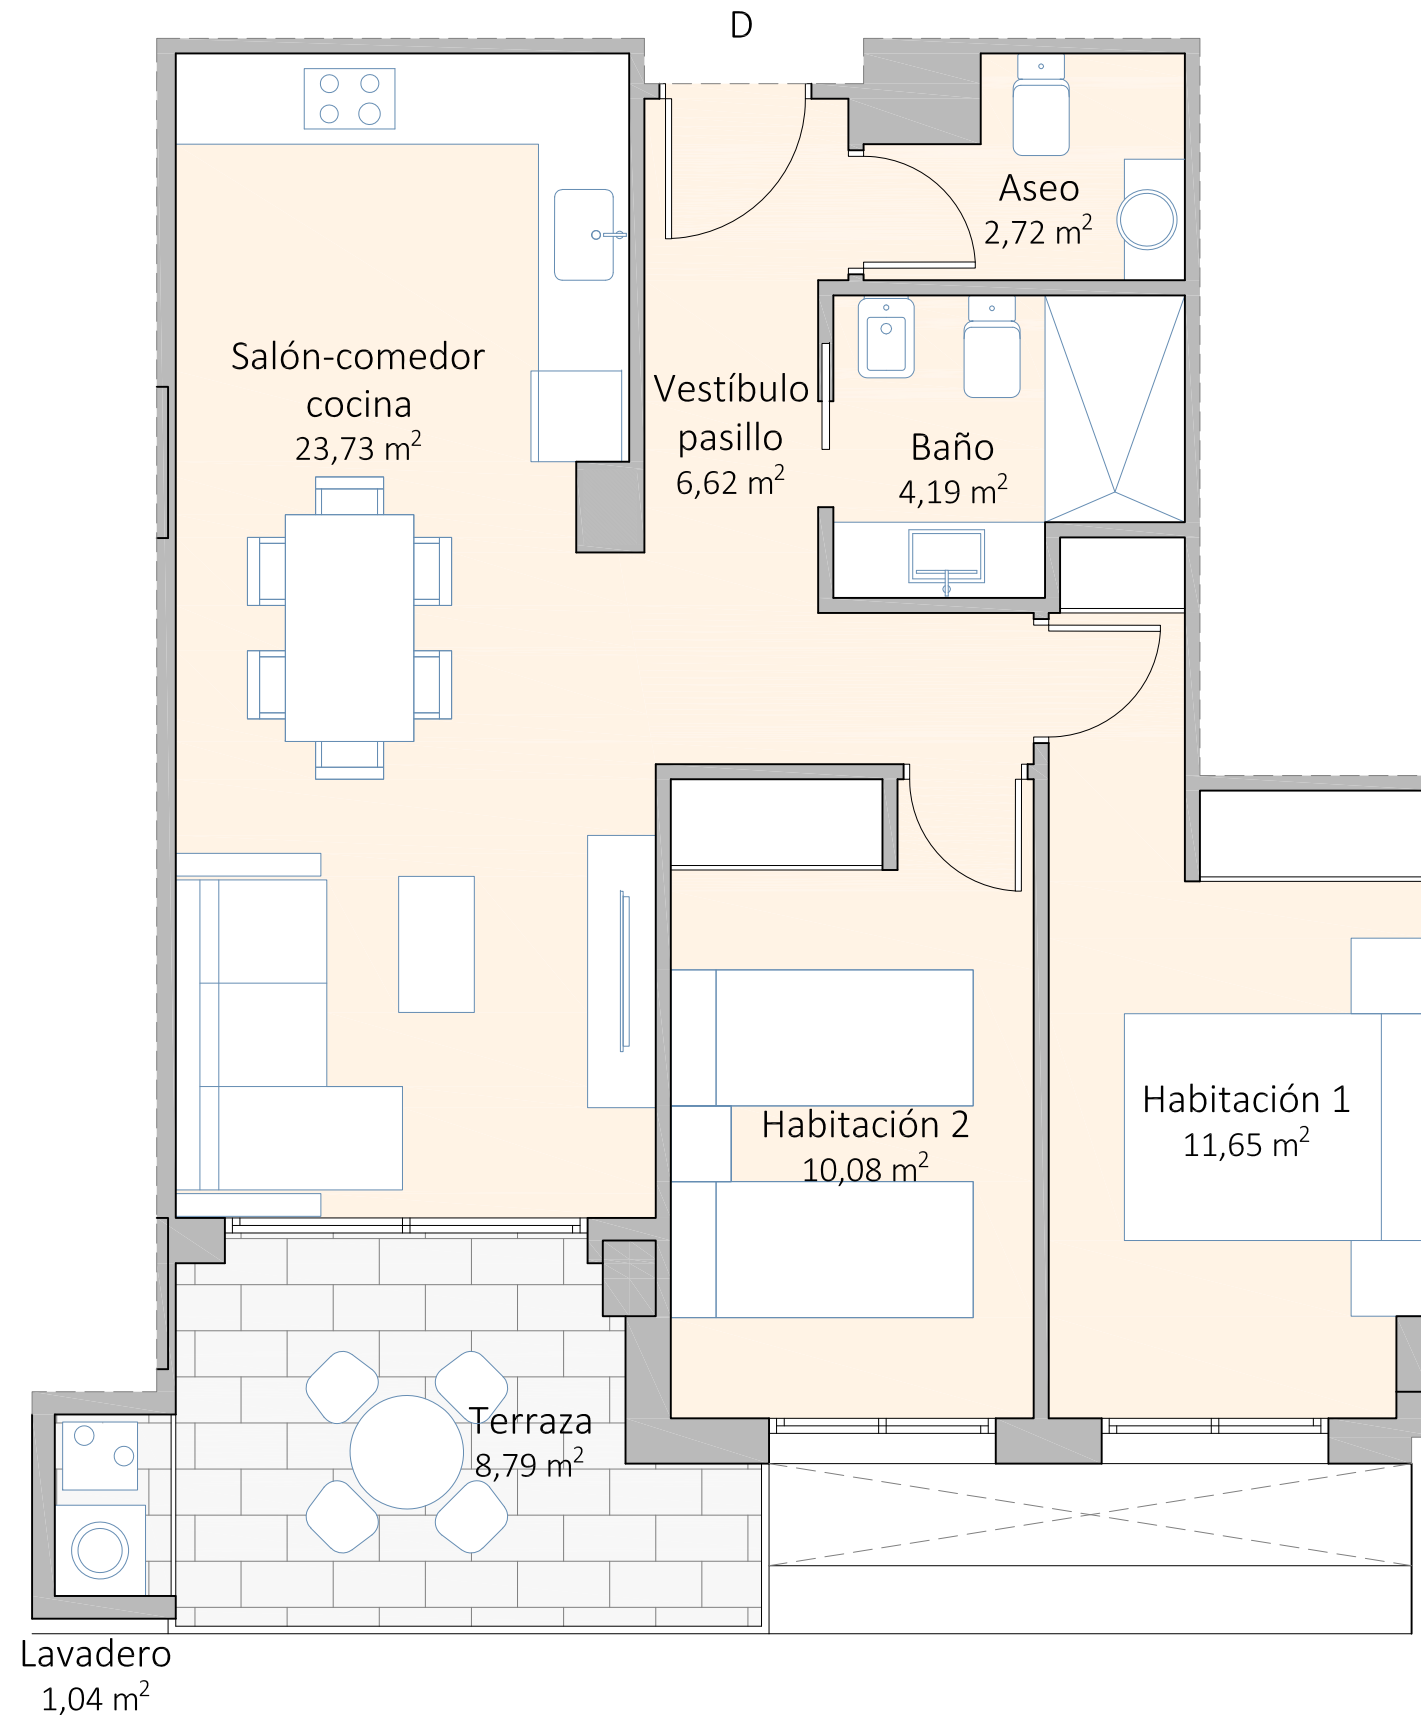 D
Aseo
2,72 m²
Salón-comedor
cocina
23,73 m²
Vestíbulo
pasillo
6,62 m²
Baño
4,19 m²
Habitación 1
11,65 m²
Habitación 2
10,08 m²
Terraza
8,79 m²
Lavadero
1,04 m²